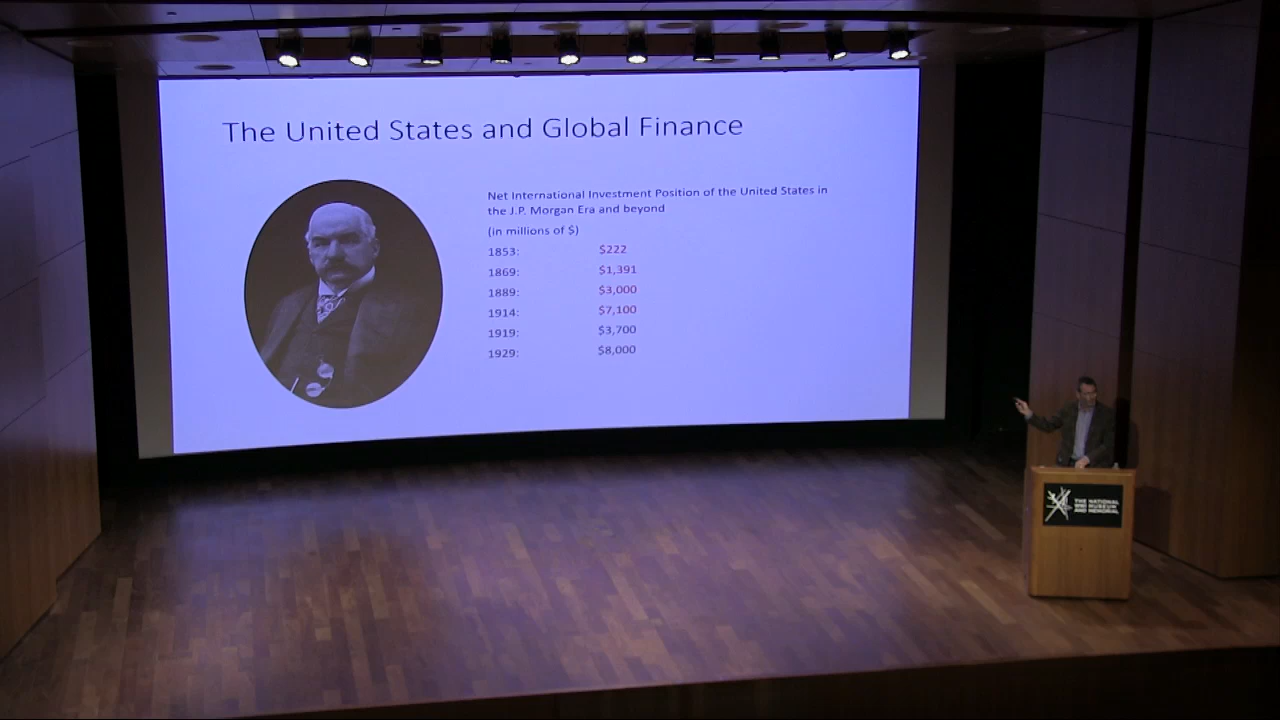 The United States and Global Finance
Net International Investment Position of the United States in
the J.P. Morgan Era and beyond
(in millions of $)
1853: $222
1869: $1,391
1889: $3,000
1914: $7,100
1919: $3,700
1929: $8,000
THE NATIONAL
WWI MUSEUM
AND MEMORIAL